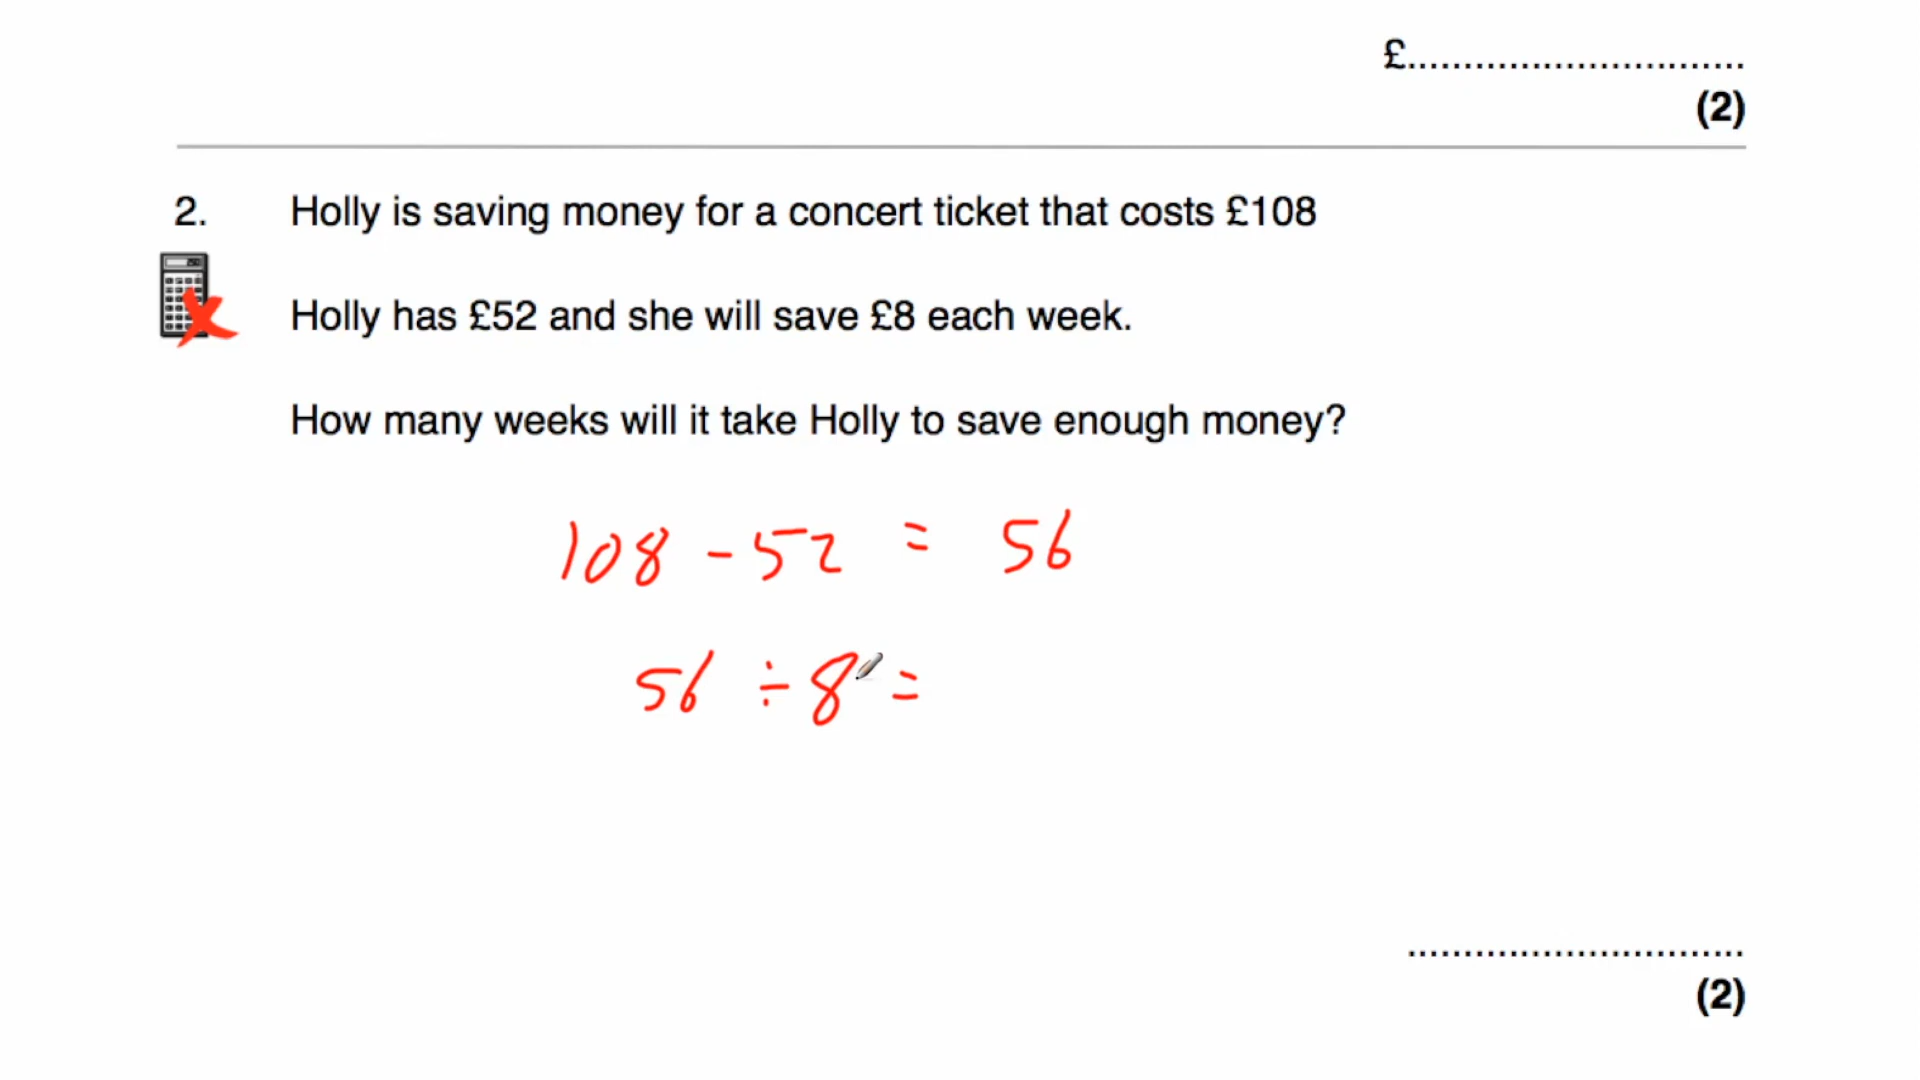 £..............................
(2)
2. Holly is saving money for a concert ticket that costs £108
Holly has £52 and she will save £8 each week.
How many weeks will it take Holly to save enough money?
108 - 52 = 56
56 ÷ 8 =
..............................
(2)